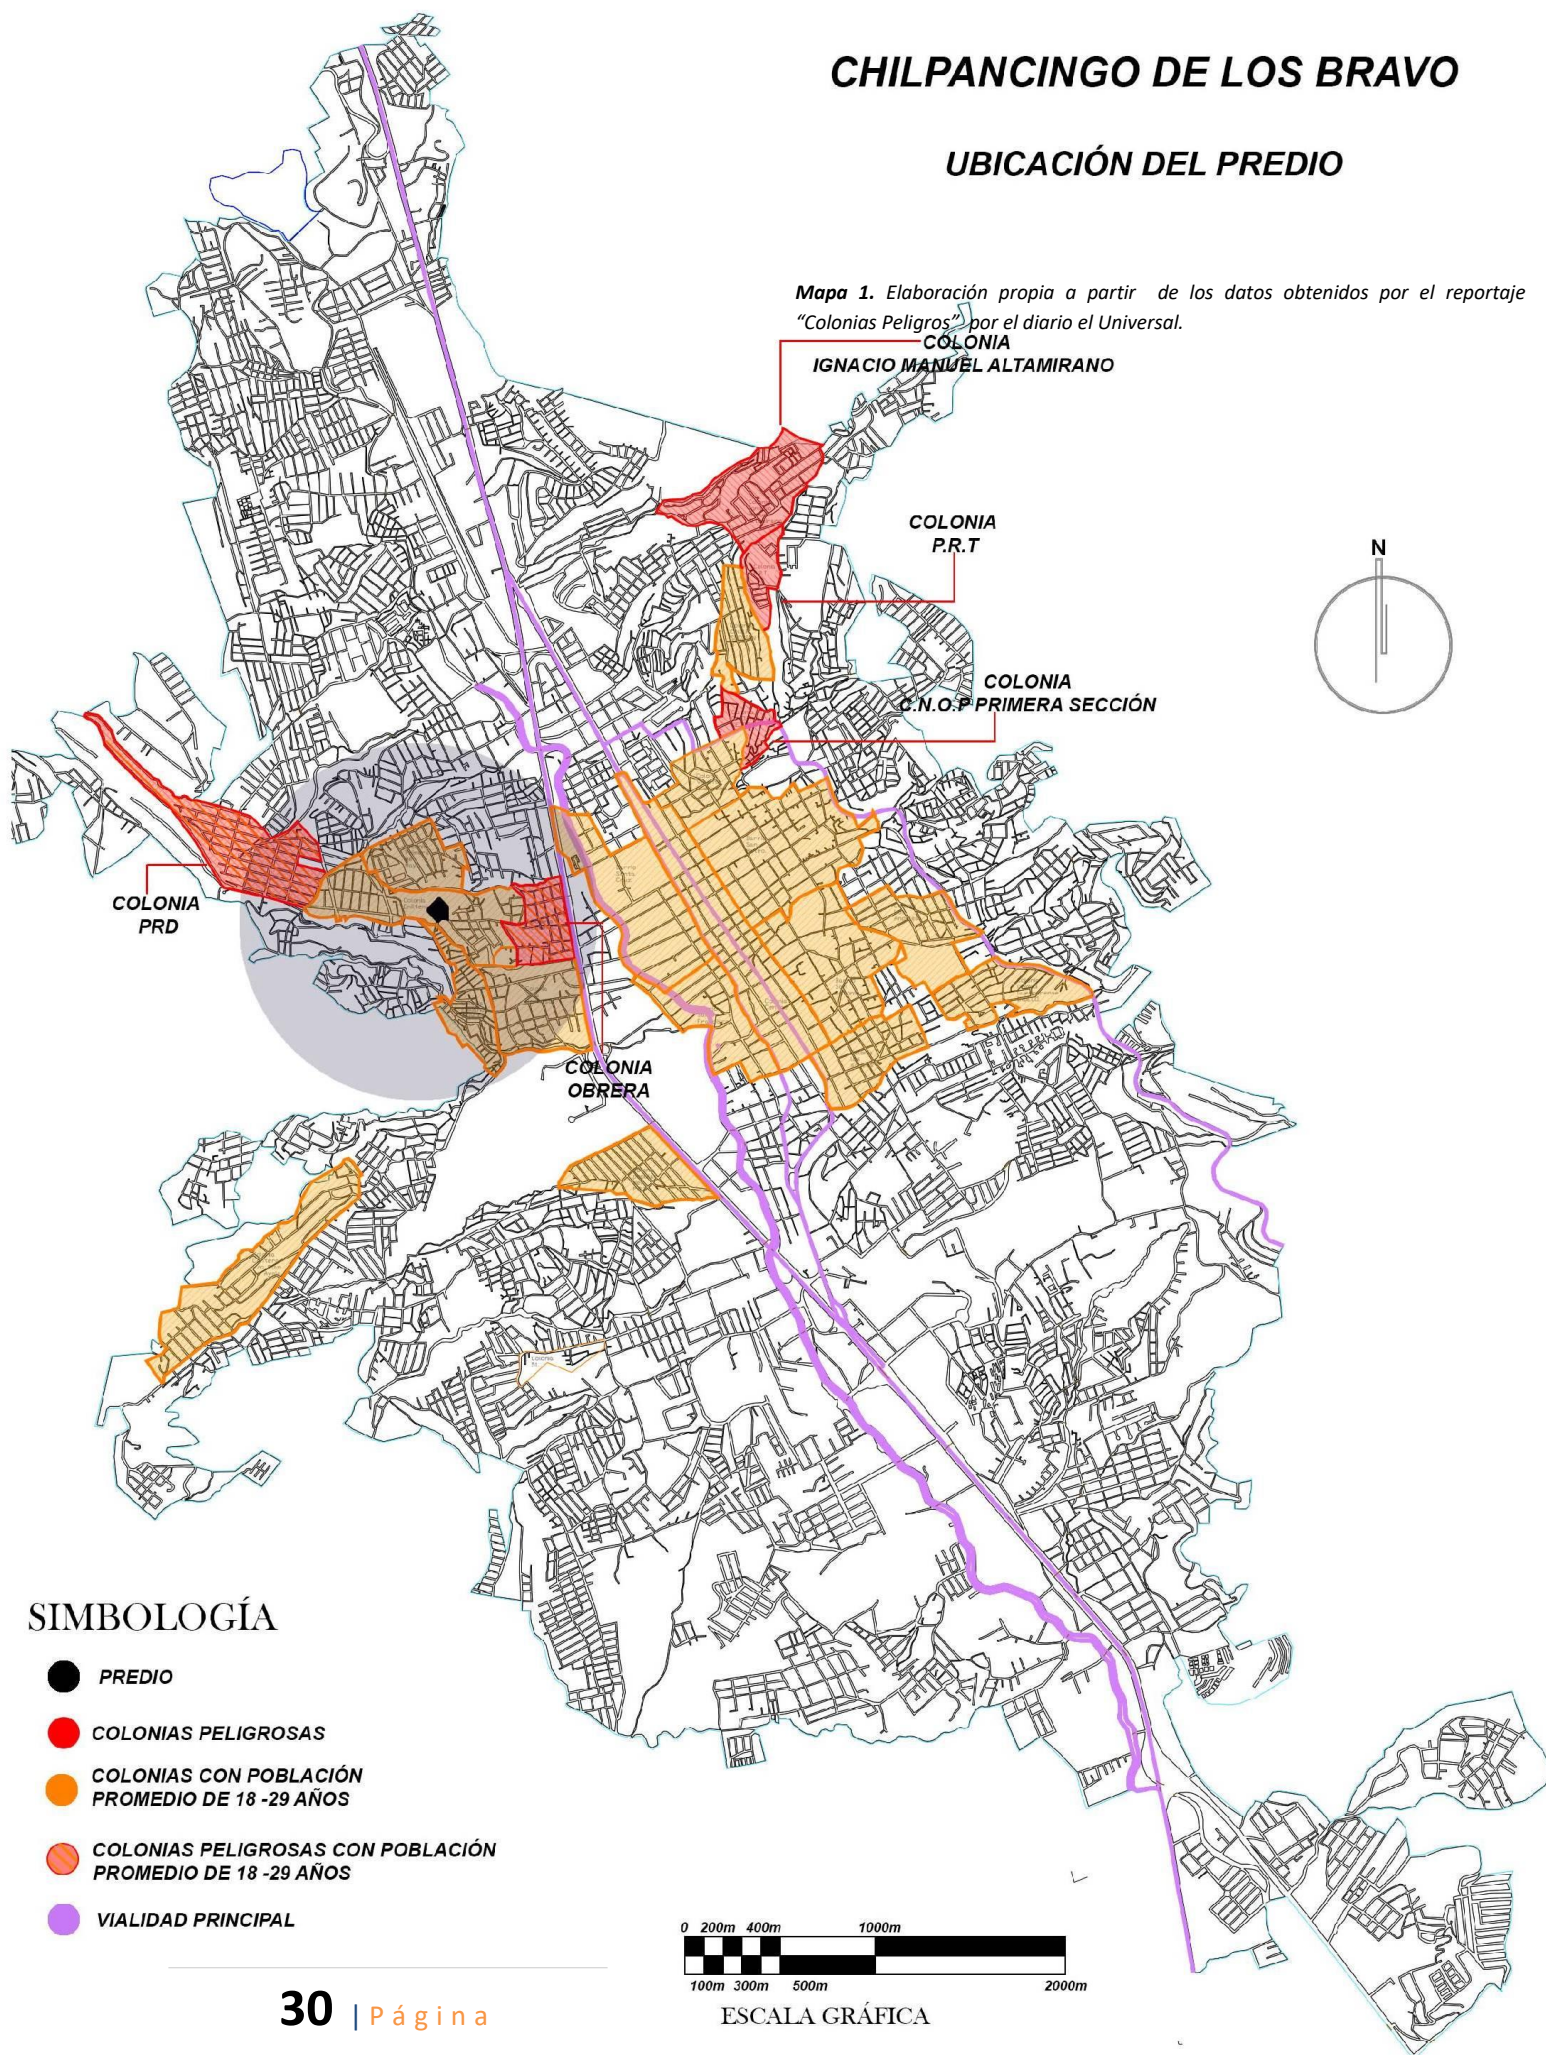 CHILPANCINGO DE LOS BRAVO
UBICACIÓN DEL PREDIO
Mapa 1. Elaboración propia a partir de los datos obtenidos por el reportaje
“Colonias Peligros” por el diario el Universal.
COLONIA
IGNACIO MANUEL ALTAMIRANO
COLONIA
P.R.T
N
COLONIA
C.N.O.P PRIMERA SECCIÓN
COLONIA
PRD
COLONIA
OBRERA
SIMBOLOGÍA
PREDIO
COLONIAS PELIGROSAS
COLONIAS CON POBLACIÓN
PROMEDIO DE 18 -29 AÑOS
COLONIAS PELIGROSAS CON POBLACIÓN
PROMEDIO DE 18 -29 AÑOS
VIALIDAD PRINCIPAL
0 200m 400m 1000m
100m 300m 500m 2000m
ESCALA GRÁFICA
30 | Página